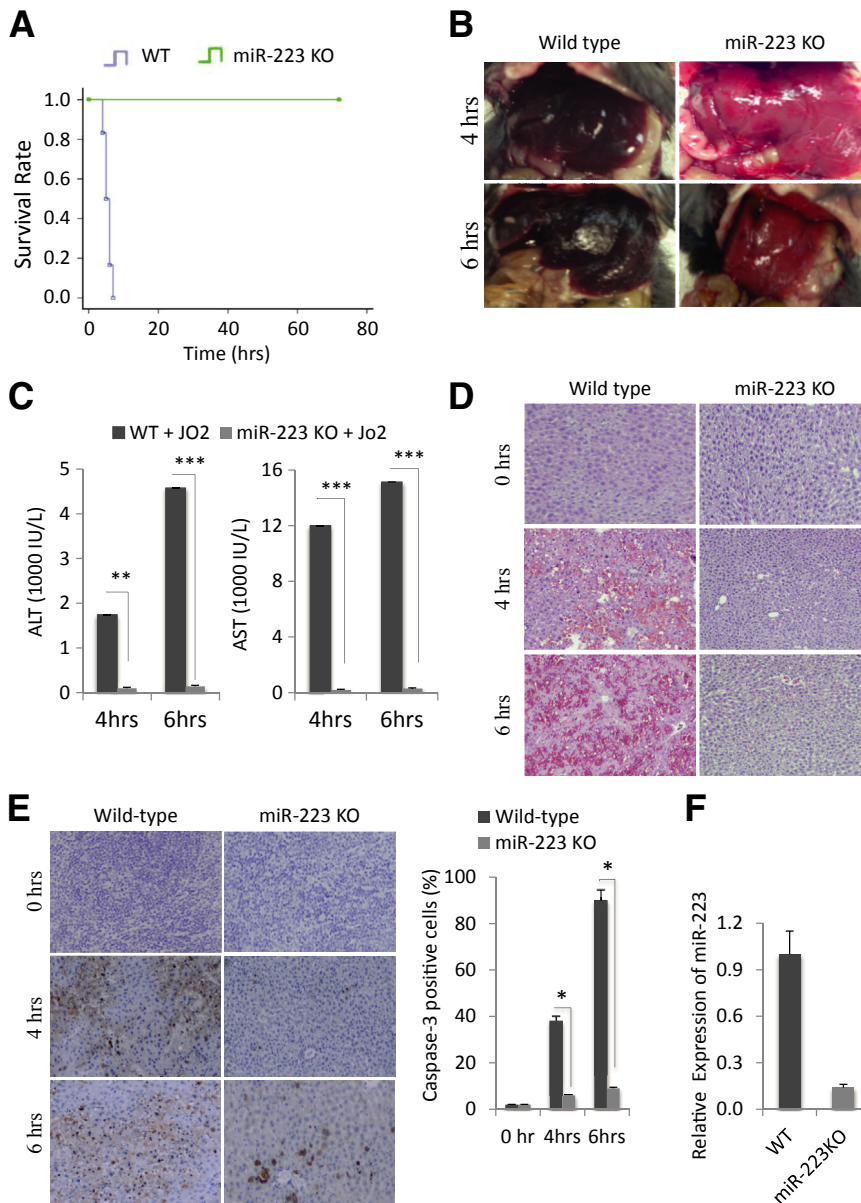 A
WT miR-223 KO
Survival Rate
1.0
0.8
0.6
0.4
0.2
0.0
0 20 40 60 80
Time (hrs)
B
Wild type miR-223 KO
4 hrs
6 hrs
C
WT + JO2 miR-223 KO + Jo2
ALT (1000 IU/L)
5
4
3
2
1
0
**
***
4hrs 6hrs
AST (1000 IU/L)
16
12
8
4
0
***
***
4hrs 6hrs
D
Wild type miR-223 KO
0 hrs
4 hrs
6 hrs
E
Wild-type miR-223 KO
0 hrs
4 hrs
6 hrs
Wild-type
miR-223 KO
Caspase-3 positive cells (%)
100
80
60
40
20
0
*
*
0 hr 4hrs 6hrs
F
Relative Expression of miR-223
1.2
0.9
0.6
0.3
0.0
WT
miR-223KO